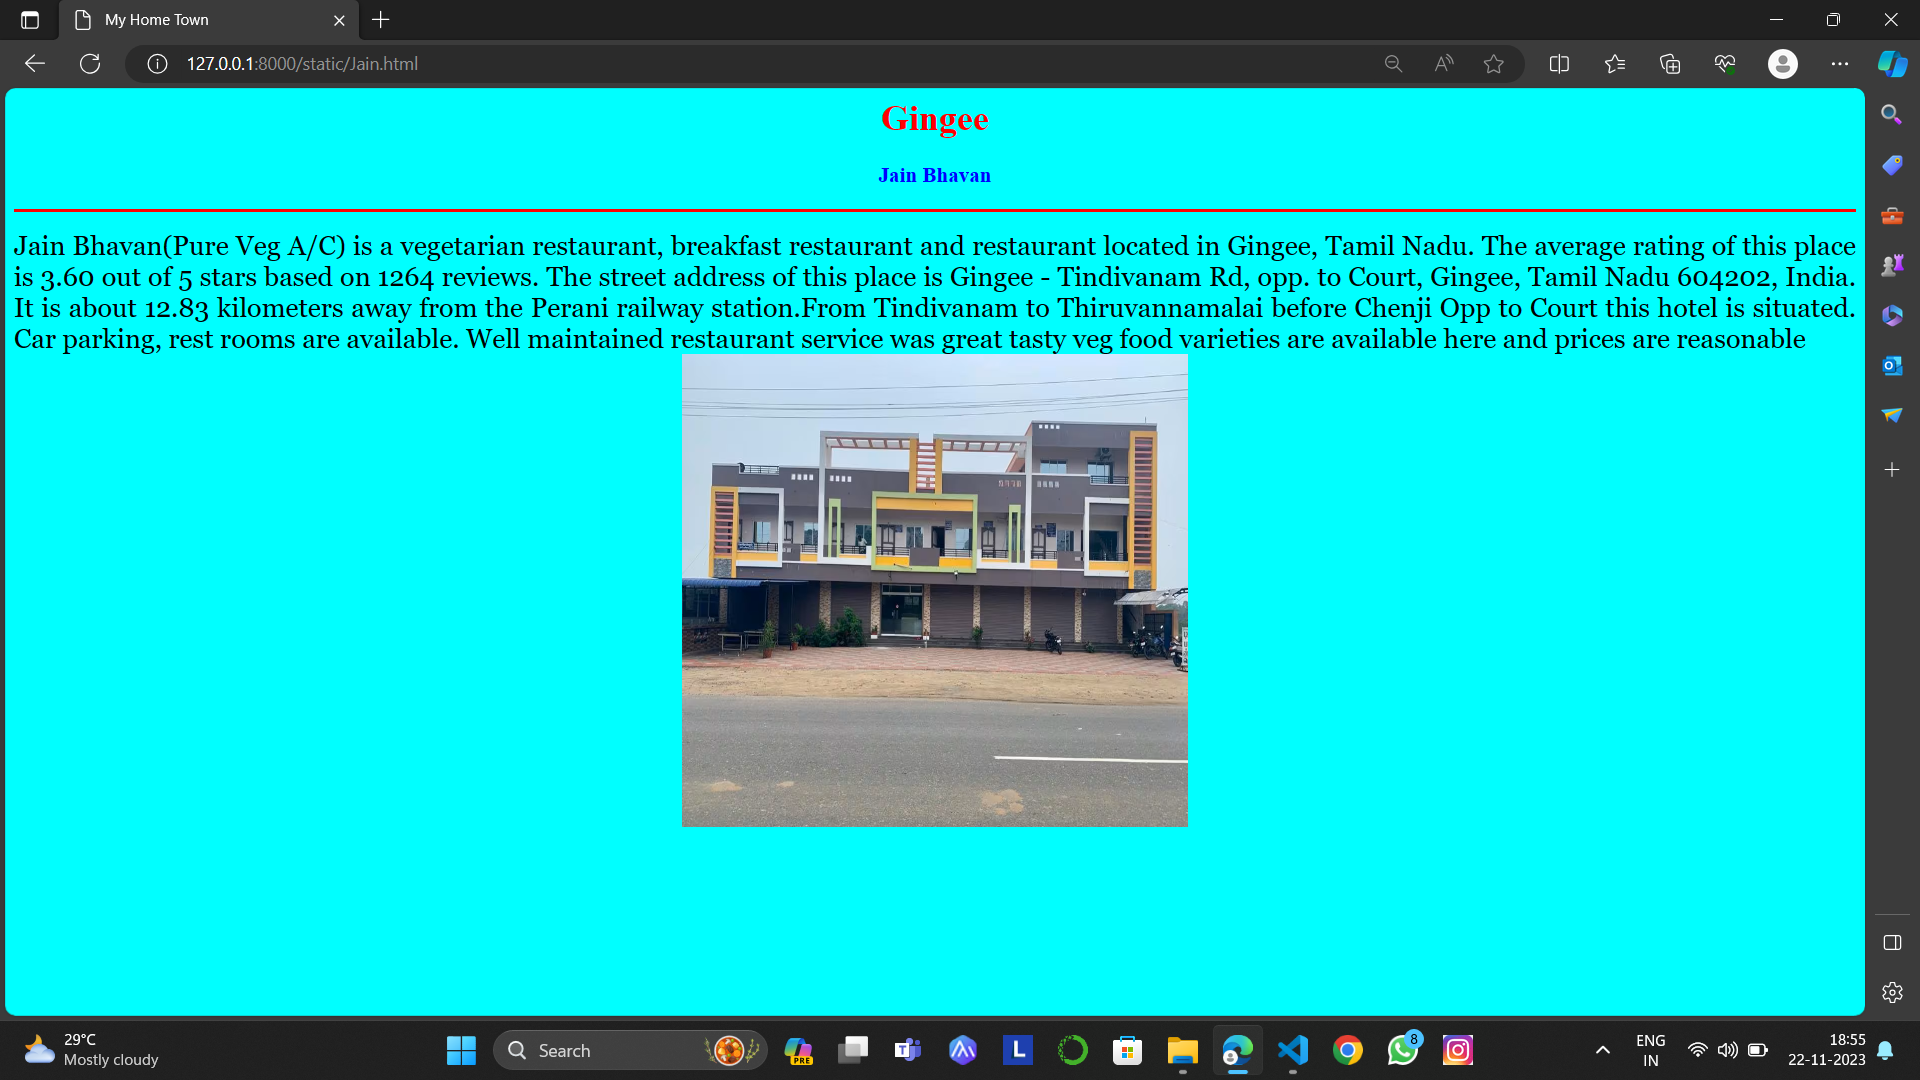 My Home Town
127.0.0.1:8000/static/Jain.html
Gingee
Jain Bhavan
Jain Bhavan(Pure Veg A/C) is a vegetarian restaurant, breakfast restaurant and restaurant located in Gingee, Tamil Nadu. The average rating of this place
is 3.60 out of 5 stars based on 1264 reviews. The street address of this place is Gingee - Tindivanam Rd, opp. to Court, Gingee, Tamil Nadu 604202, India.
It is about 12.83 kilometers away from the Perani railway station.From Tindivanam to Thiruvannamalai before Chenji Opp to Court this hotel is situated.
Car parking, rest rooms are available. Well maintained restaurant service was great tasty veg food varieties are available here and prices are reasonable
29°C
Mostly cloudy
Search
PRE
L
8
ENG
IN
18:55
22-11-2023